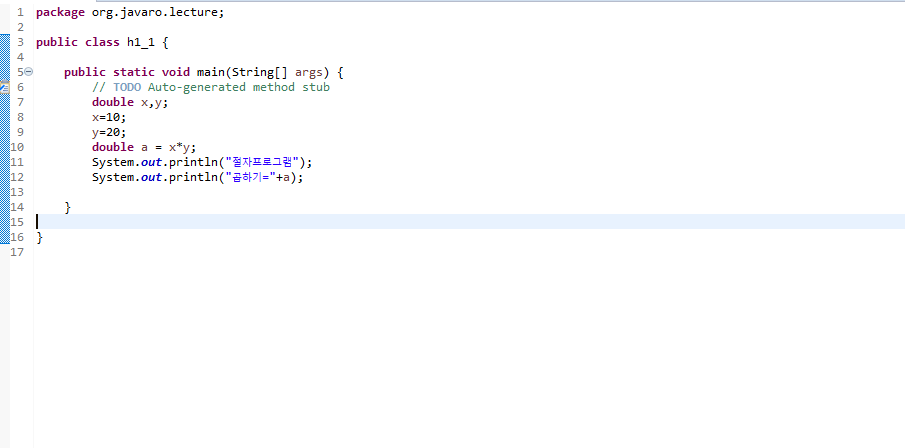 1 package org.javaro.lecture;
2
3 public class h1_1 {
4
5 public static void main(String[] args) {
6 // TODO Auto-generated method stub
7 double x,y;
8 x=10;
9 y=20;
10 double a = x*y;
11 System.out.println("절자프로그램");
12 System.out.println("곱하기="+a);
13
14 }
15
16 }
17